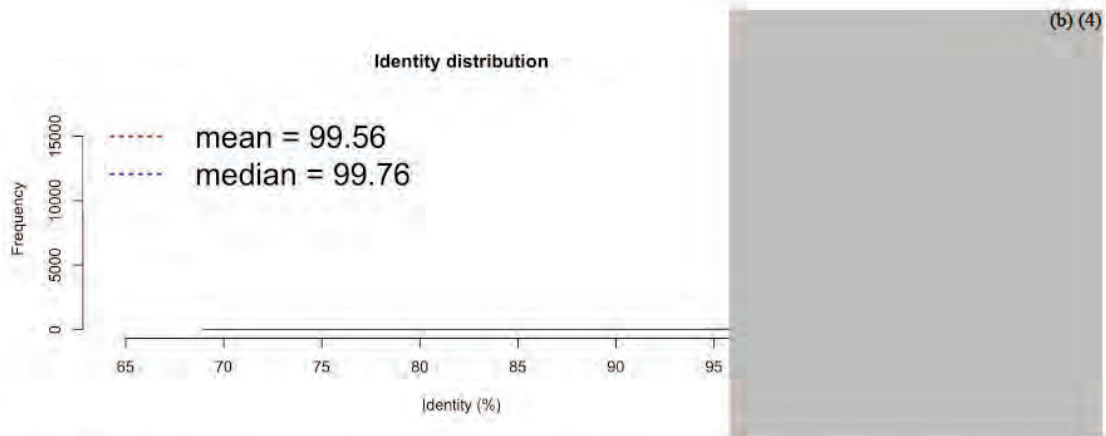 (b) (4)
Identity distribution
mean = 99.56
median = 99.76
Frequency
15000
10000
5000
0
65 70 75 80 85 90 95
Identity (%)